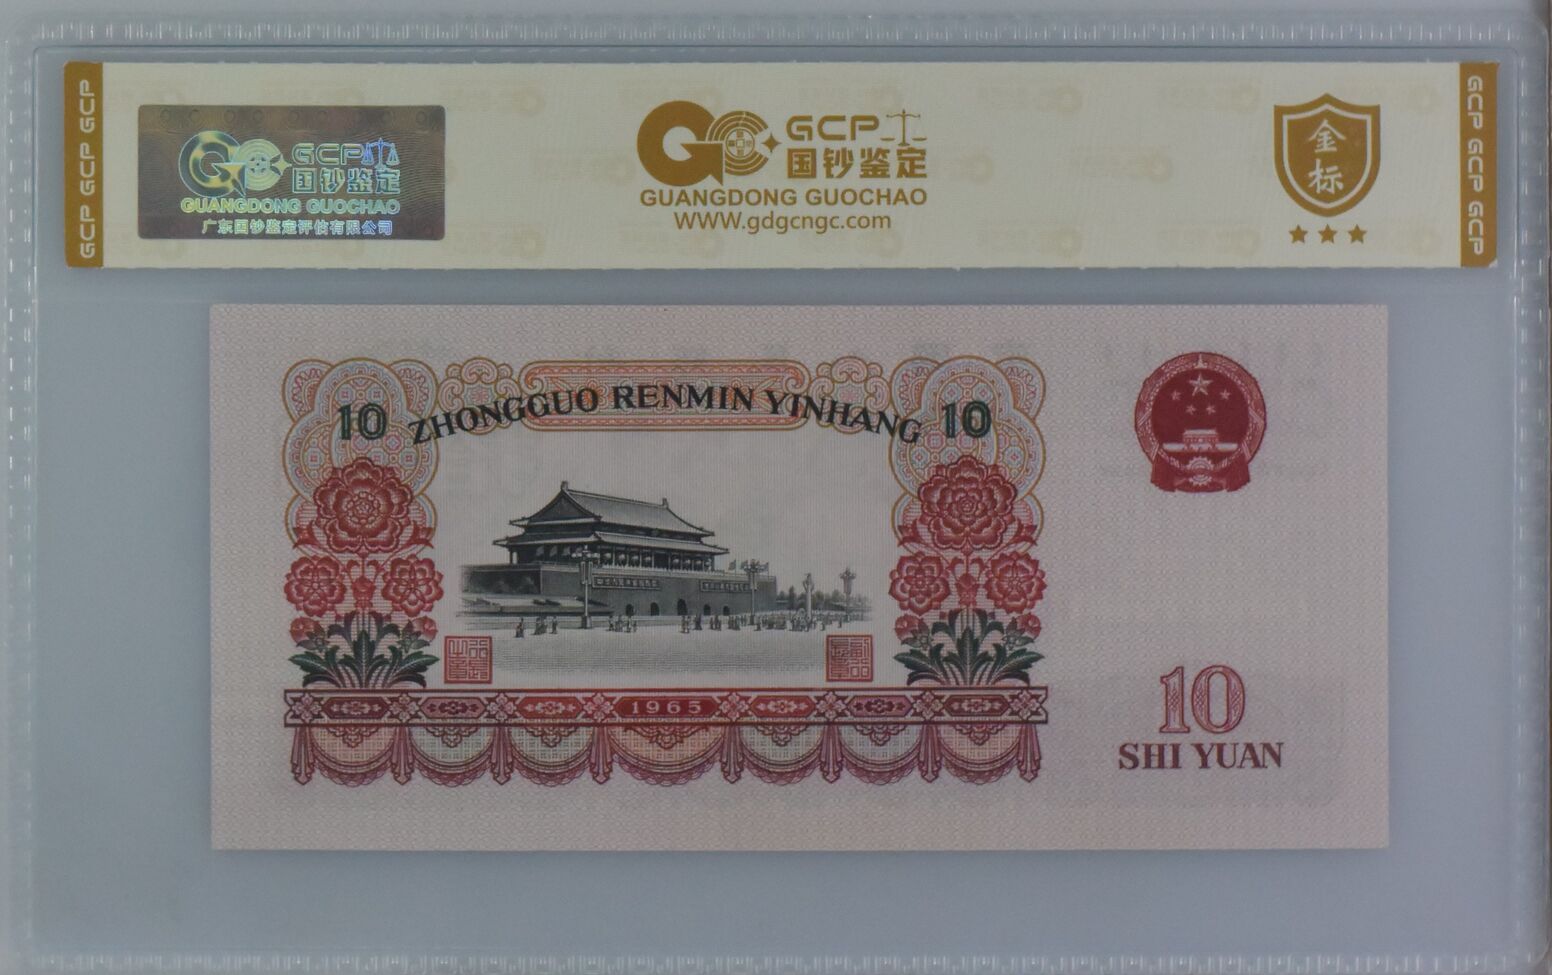 GCP GCP GCP
GCP
国钞鉴定
GUANGDONG GUOCHAO
广东国钞鉴定评估有限公司
GCP
国钞鉴定
GUANGDONG GUOCHAO
WWW.gdgcngc.com
金标
GCP GCP GCP
10 ZHONGGUO RENMIN YINHANG 10
1965
10
SHI YUAN